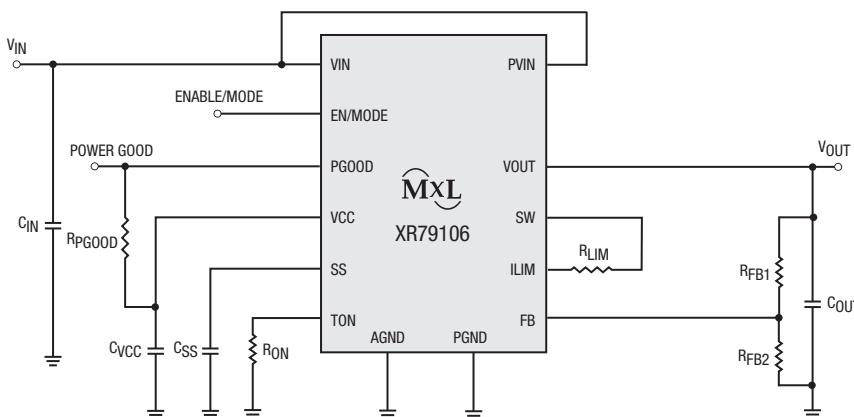 VIN
VIN
PVIN
ENABLE/MODE
EN/MODE
POWER GOOD
PGOOD
VOUT
VOUT
MxL
XR79106
CIN
RPGOOD
VCC
SW
RLIM
SS
ILIM
RFB1
COUT
TON
FB
CVCC
CSS
RON
AGND
PGND
RFB2